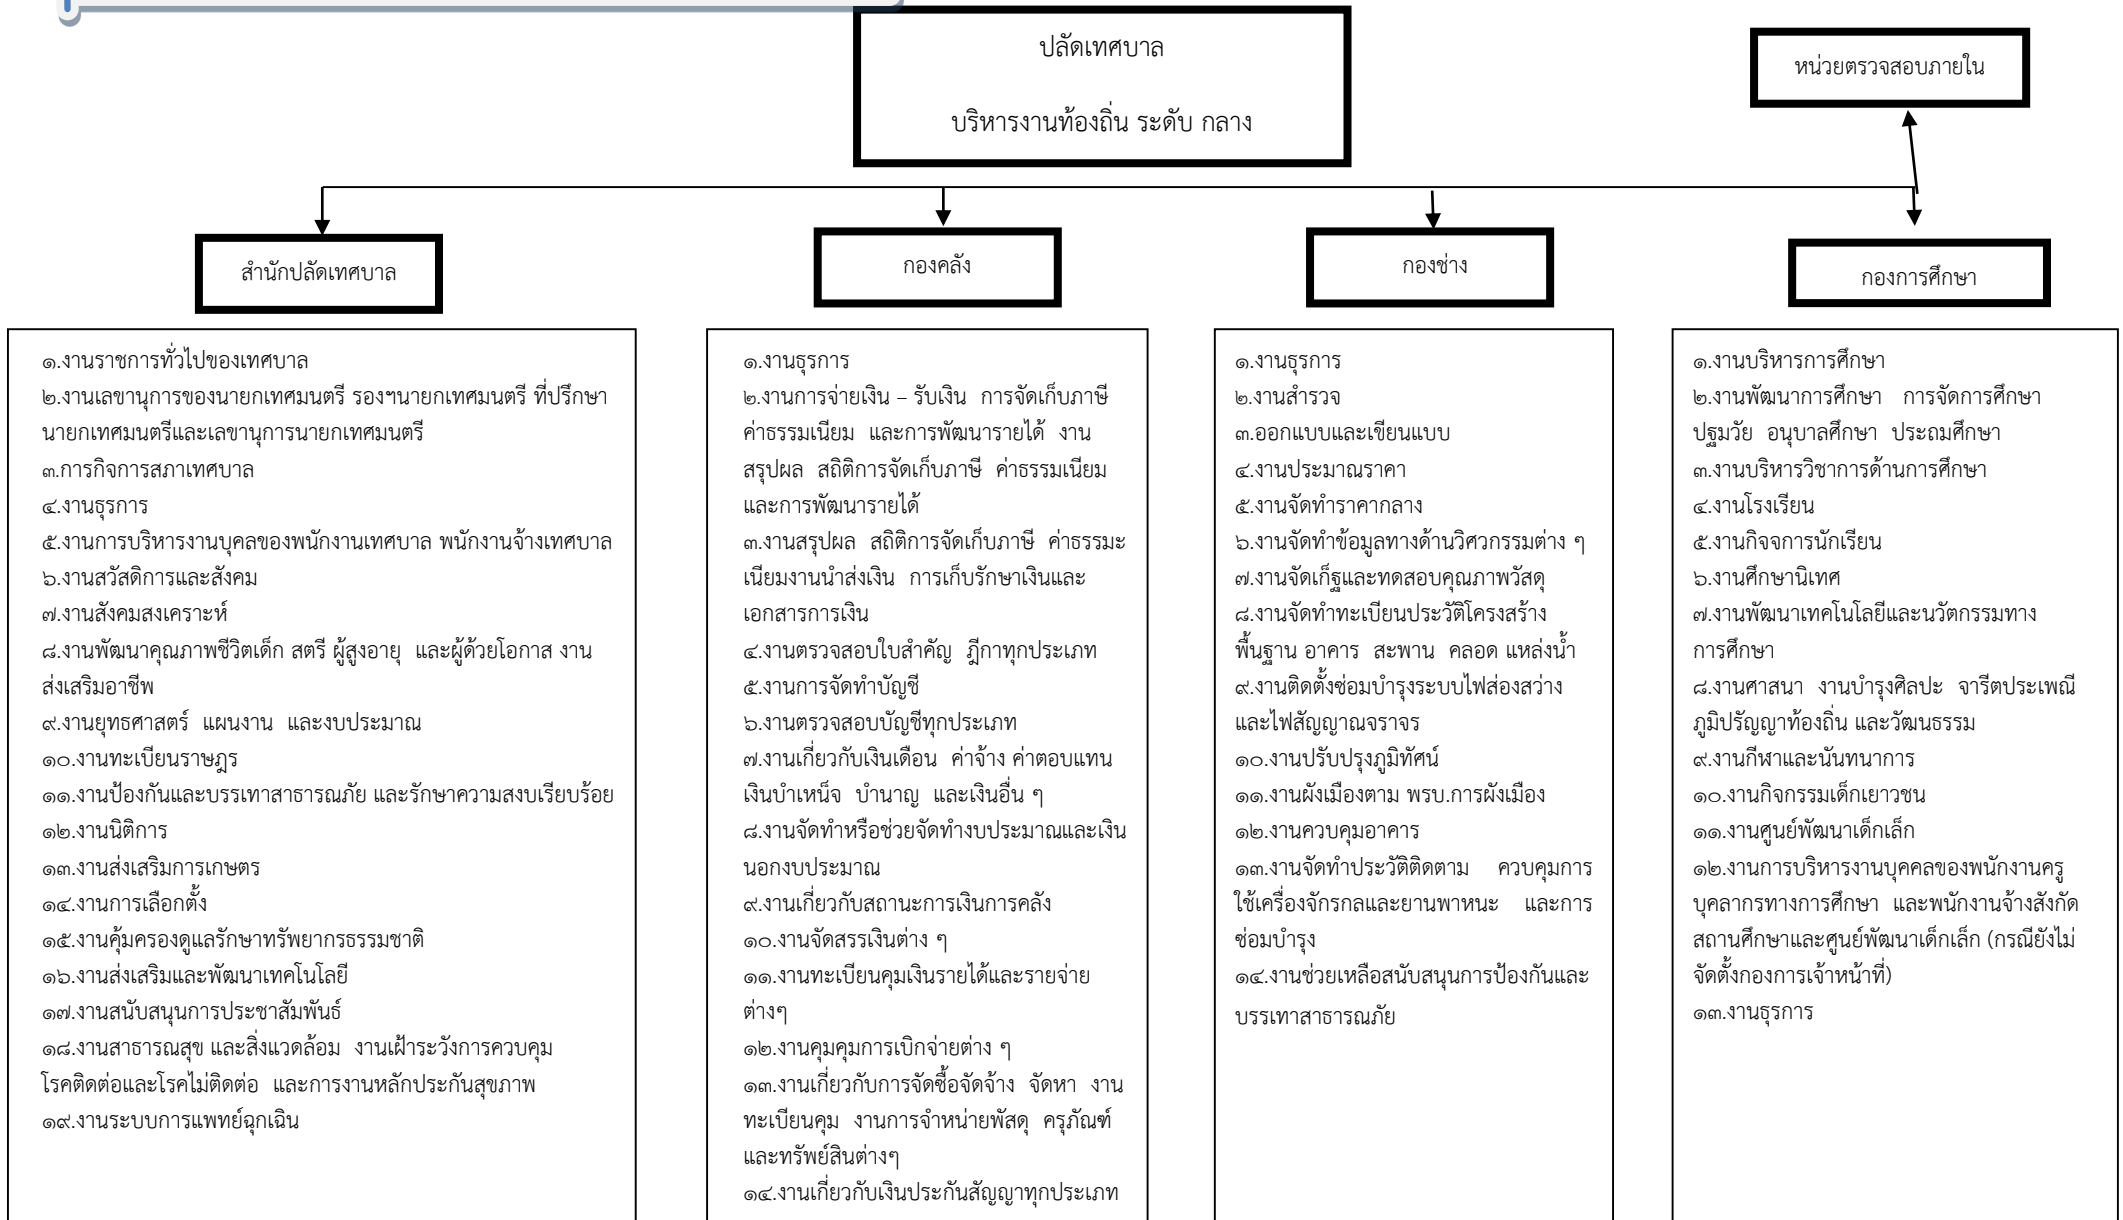 ปลัดเทศบาล
บริหารงานท้องถิ่น ระดับ กลาง
หน่วยตรวจสอบภายใน
สำนักปลัดเทศบาล
กองคลัง
กองช่าง
กองการศึกษา
๑.งานราชการทั่วไปของเทศบาล
๒.งานเลขานุการของนายกเทศมนตรี รองฯนายกเทศมนตรี ที่ปรึกษา
นายกเทศมนตรีและเลขานุการนายกเทศมนตรี
๓.การกิจการสภาเทศบาล
๔.งานธุรการ
๕.งานการบริหารงานบุคลของพนักงานเทศบาล พนักงานจ้างเทศบาล
๖.งานสวัสดิการและสังคม
๗.งานสังคมสงเคราะห์
๘.งานพัฒนาคุณภาพชีวิตเด็ก สตรี ผู้สูงอายุ และผู้ด้วยโอกาส งาน
ส่งเสริมอาชีพ
๙.งานยุทธศาสตร์ แผนงาน และงบประมาณ
๑๐.งานทะเบียนราษฎร
๑๑.งานป้องกันและบรรเทาสาธารณภัย และรักษาความสงบเรียบร้อย
๑๒.งานนิติการ
๑๓.งานส่งเสริมการเกษตร
๑๔.งานการเลือกตั้ง
๑๕.งานคุ้มครองดูแลรักษาทรัพยากรธรรมชาติ
๑๖.งานส่งเสริมและพัฒนาเทคโนโลยี
๑๗.งานสนับสนุนการประชาสัมพันธ์
๑๘.งานสาธารณสุข และสิ่งแวดล้อม งานเฝ้าระวังการควบคุม
โรคติดต่อและโรคไม่ติดต่อ และการงานหลักประกันสุขภาพ
๑๙.งานระบบการแพทย์ฉุกเฉิน
๑.งานธุรการ
๒.งานการจ่ายเงิน – รับเงิน การจัดเก็บภาษี
ค่าธรรมเนียม และการพัฒนารายได้ งาน
สรุปผล สถิติการจัดเก็บภาษี ค่าธรรมเนียม
และการพัฒนารายได้
๓.งานสรุปผล สถิติการจัดเก็บภาษี ค่าธรรมะ
เนียมงานนำส่งเงิน การเก็บรักษาเงินและ
เอกสารการเงิน
๔.งานตรวจสอบใบสำคัญ ฎีกาทุกประเภท
๕.งานการจัดทำบัญชี
๖.งานตรวจสอบบัญชีทุกประเภท
๗.งานเกี่ยวกับเงินเดือน ค่าจ้าง ค่าตอบแทน
เงินบำเหน็จ บำนาญ และเงินอื่น ๆ
๘.งานจัดทำหรือช่วยจัดทำงบประมาณและเงิน
นอกงบประมาณ
๙.งานเกี่ยวกับสถานะการเงินการคลัง
๑๐.งานจัดสรรเงินต่าง ๆ
๑๑.งานทะเบียนคุมเงินรายได้และรายจ่าย
ต่างๆ
๑๒.งานคุมคุมการเบิกจ่ายต่าง ๆ
๑๓.งานเกี่ยวกับการจัดซื้อจัดจ้าง จัดหา งาน
ทะเบียนคุม งานการจำหน่ายพัสดุ ครุภัณฑ์
และทรัพย์สินต่างๆ
๑๔.งานเกี่ยวกับเงินประกันสัญญาทุกประเภท
๑.งานธุรการ
๒.งานสำรวจ
๓.ออกแบบและเขียนแบบ
๔.งานประมาณราคา
๕.งานจัดทำราคากลาง
๖.งานจัดทำข้อมูลทางด้านวิศวกรรมต่าง ๆ
๗.งานจัดเก็ฐและทดสอบคุณภาพวัสดุ
๘.งานจัดทำทะเบียนประวัติโครงสร้าง
พื้นฐาน อาคาร สะพาน คลอด แหล่งน้ำ
๙.งานติดตั้งซ่อมบำรุงระบบไฟส่องสว่าง
และไฟสัญญาณจราจร
๑๐.งานปรับปรุงภูมิทัศน์
๑๑.งานผังเมืองตาม พรบ.การผังเมือง
๑๒.งานควบคุมอาคาร
๑๓.งานจัดทำประวัติติดตาม ควบคุมการ
ใช้เครื่องจักรกลและยานพาหนะ และการ
ซ่อมบำรุง
๑๔.งานช่วยเหลือสนับสนุนการป้องกันและ
บรรเทาสาธารณภัย
๑.งานบริหารการศึกษา
๒.งานพัฒนาการศึกษา การจัดการศึกษา
ปฐมวัย อนุบาลศึกษา ประถมศึกษา
๓.งานบริหารวิชาการด้านการศึกษา
๔.งานโรงเรียน
๕.งานกิจจการนักเรียน
๖.งานศึกษานิเทศ
๗.งานพัฒนาเทคโนโลยีและนวัตกรรมทาง
การศึกษา
๘.งานศาสนา งานบำรุงศิลปะ จารีตประเพณี
ภูมิปรัญญาท้องถิ่น และวัฒนธรรม
๙.งานกีฬาและนันทนาการ
๑๐.งานกิจกรรมเด็กเยาวชน
๑๑.งานศูนย์พัฒนาเด็กเล็ก
๑๒.งานการบริหารงานบุคคลของพนักงานครู
บุคลากรทางการศึกษา และพนักงานจ้างสังกัด
สถานศึกษาและศูนย์พัฒนาเด็กเล็ก (กรณียังไม่
จัดตั้งกองการเจ้าหน้าที่)
๑๓.งานธุรการ